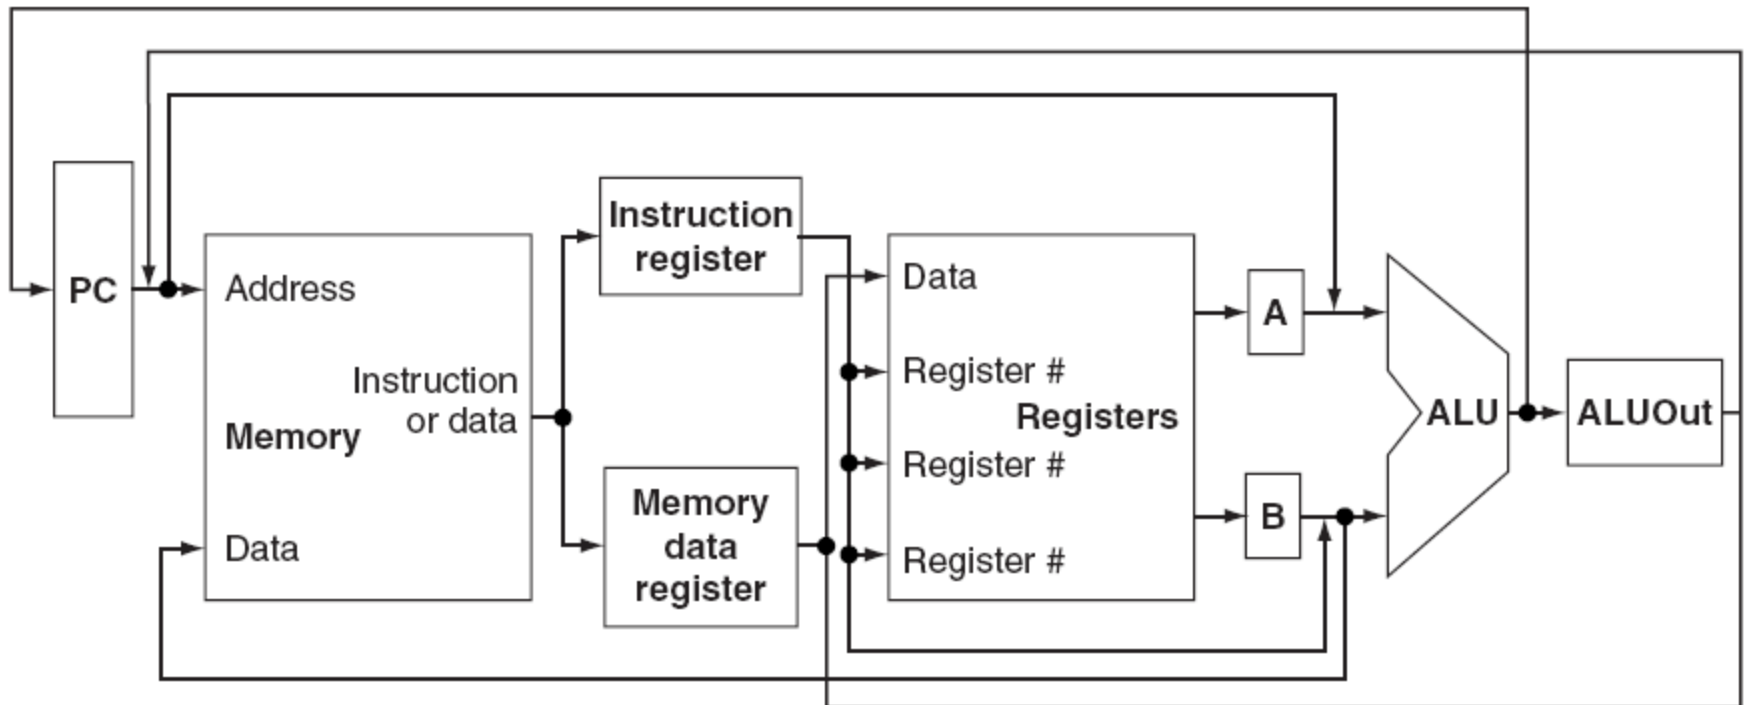 PC
Address
Instruction
or data
Memory
Data
Instruction
register
Memory
data
register
Data
Register #
Registers
Register #
Register #
A
B
ALU
ALUOut